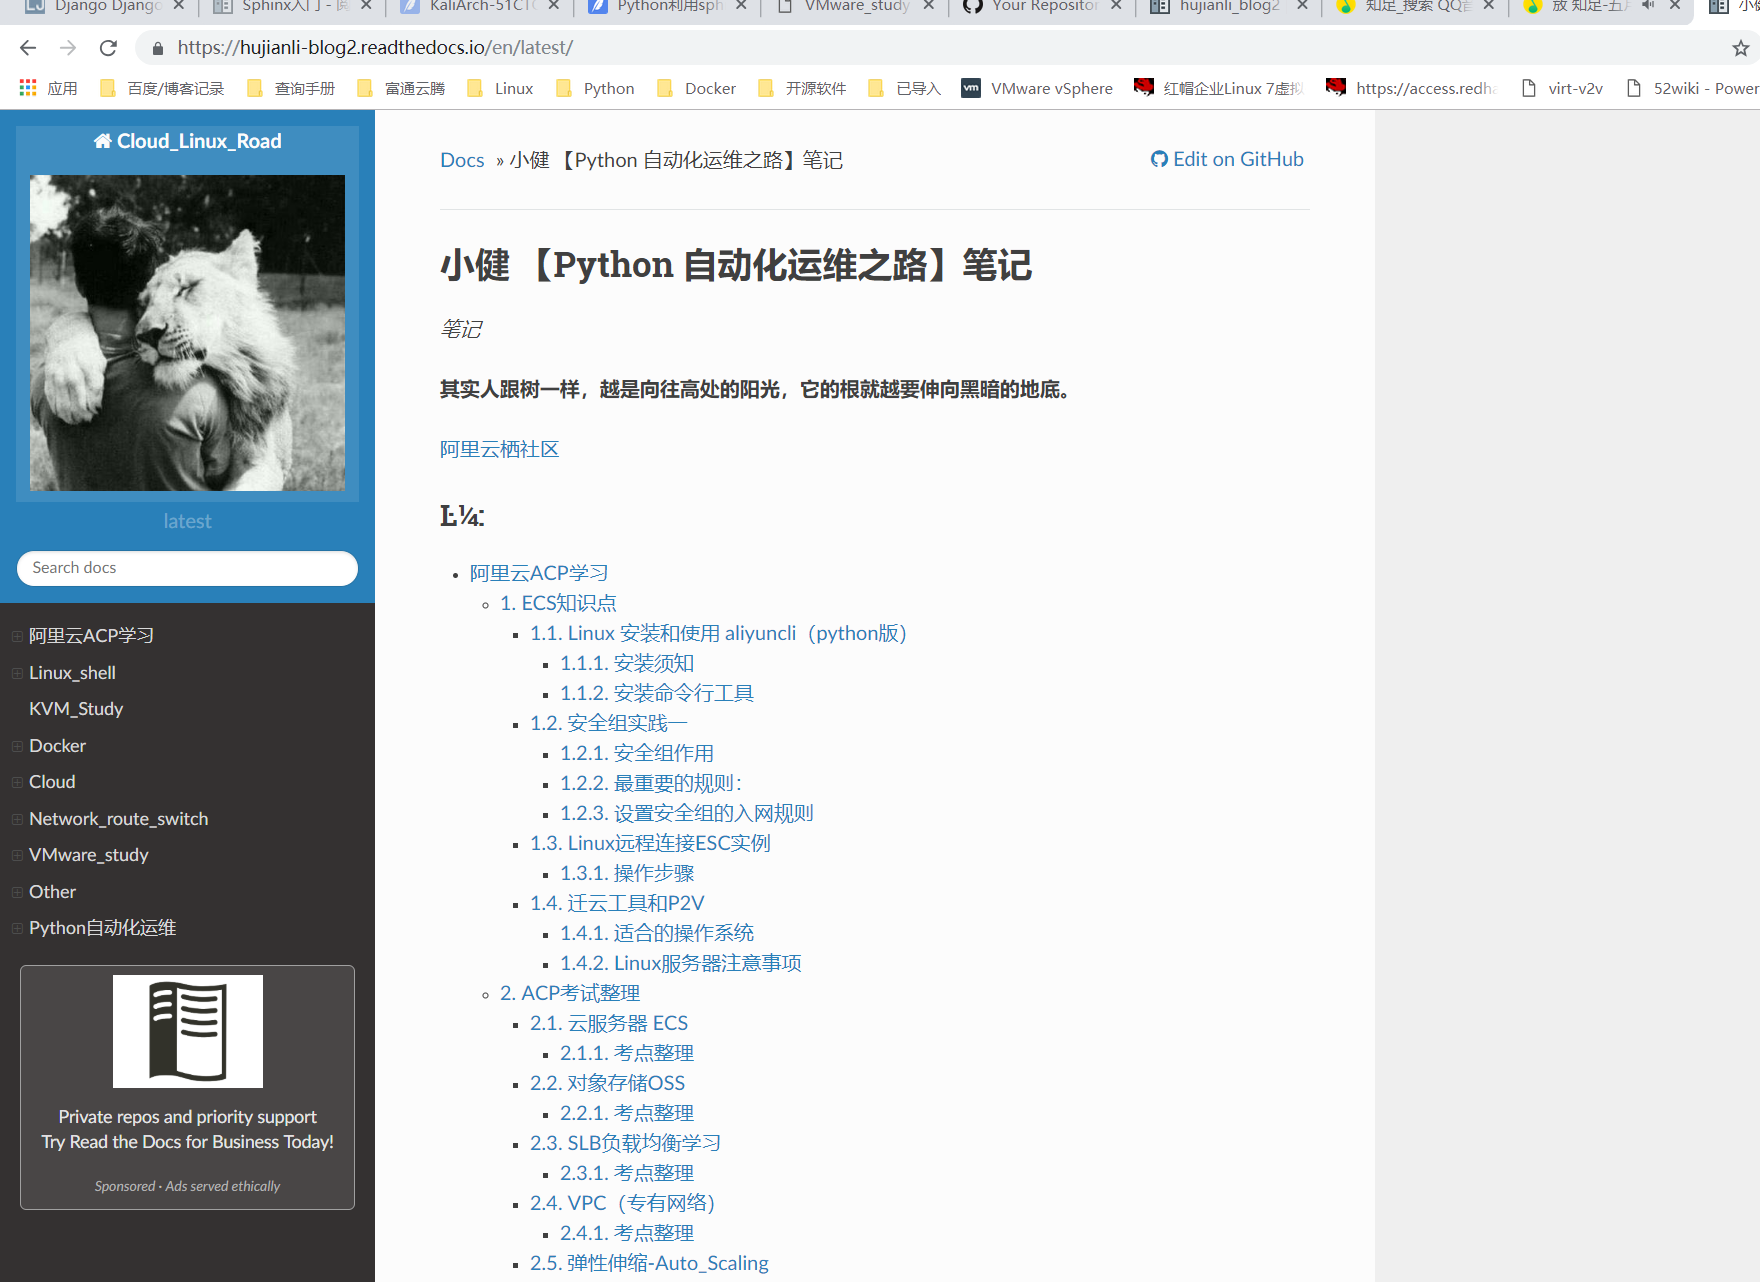 Django Django
Sphinx入门 - 阅
KaliArch-51CTO
Python利用sph
VMware_study
Your Repositor
hujianli_blog2
知足_搜索 QQ音
放 知足-五月
小健
https://hujianli-blog2.readthedocs.io/en/latest/
应用
百度/博客记录
查询手册
富通云腾
Linux
Python
Docker
开源软件
已导入
VMware vSphere
红帽企业Linux 7虚拟
https://access.redha
virt-v2v
52wiki - Power
Cloud_Linux_Road
latest
Search docs
阿里云ACP学习
Linux_shell
KVM_Study
Docker
Cloud
Network_route_switch
VMware_study
Other
Python自动化运维
Private repos and priority support
Try Read the Docs for Business Today!
Sponsored · Ads served ethically
Docs » 小健 【Python 自动化运维之路】笔记
Edit on GitHub
小健 【Python 自动化运维之路】笔记
笔记
其实人跟树一样，越是向往高处的阳光，它的根就越要伸向黑暗的地底。
阿里云栖社区
阿里云ACP学习
1. ECS知识点
1.1. Linux 安装和使用 aliyuncli（python版）
1.1.1. 安装须知
1.1.2. 安装命令行工具
1.2. 安全组实践一
1.2.1. 安全组作用
1.2.2. 最重要的规则：
1.2.3. 设置安全组的入网规则
1.3. Linux远程连接ESC实例
1.3.1. 操作步骤
1.4. 迁云工具和P2V
1.4.1. 适合的操作系统
1.4.2. Linux服务器注意事项
2. ACP考试整理
2.1. 云服务器 ECS
2.1.1. 考点整理
2.2. 对象存储OSS
2.2.1. 考点整理
2.3. SLB负载均衡学习
2.3.1. 考点整理
2.4. VPC（专有网络）
2.4.1. 考点整理
2.5. 弹性伸缩-Auto_Scaling